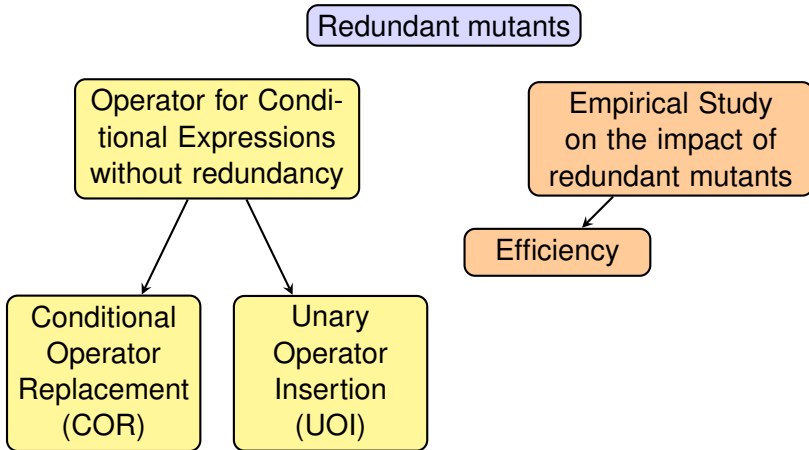 Redundant mutants
Operator for Condi-
tional Expressions
without redundancy
Empirical Study
on the impact of
redundant mutants
Efficiency
Conditional
Operator
Replacement
(COR)
Unary
Operator
Insertion
(UOI)